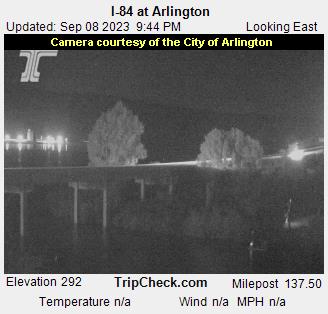 I-84 at Arlington
Updated: Sep 08 2023 9:44 PM Looking East
Camera courtesy of the City of Arlington
Elevation 292 TripCheck.com Milepost 137.50
Temperature n/a Wind n/a MPH n/a